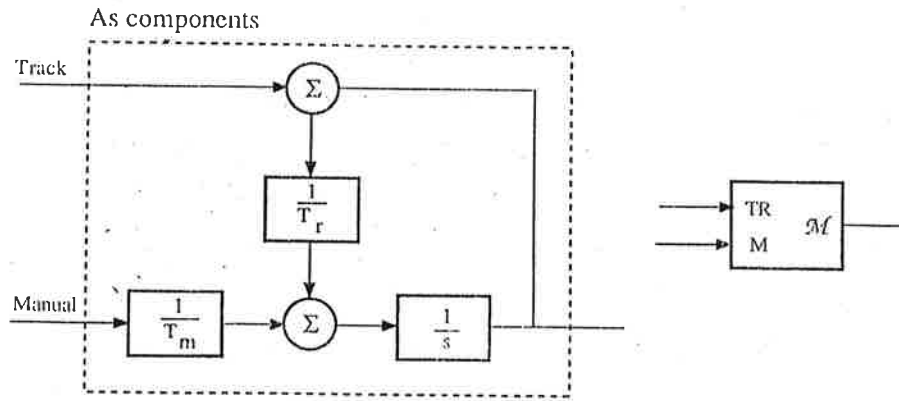 As components
Track
Σ
1
T r
TR
M
ℳ
Manual
1
T m
Σ
1
s